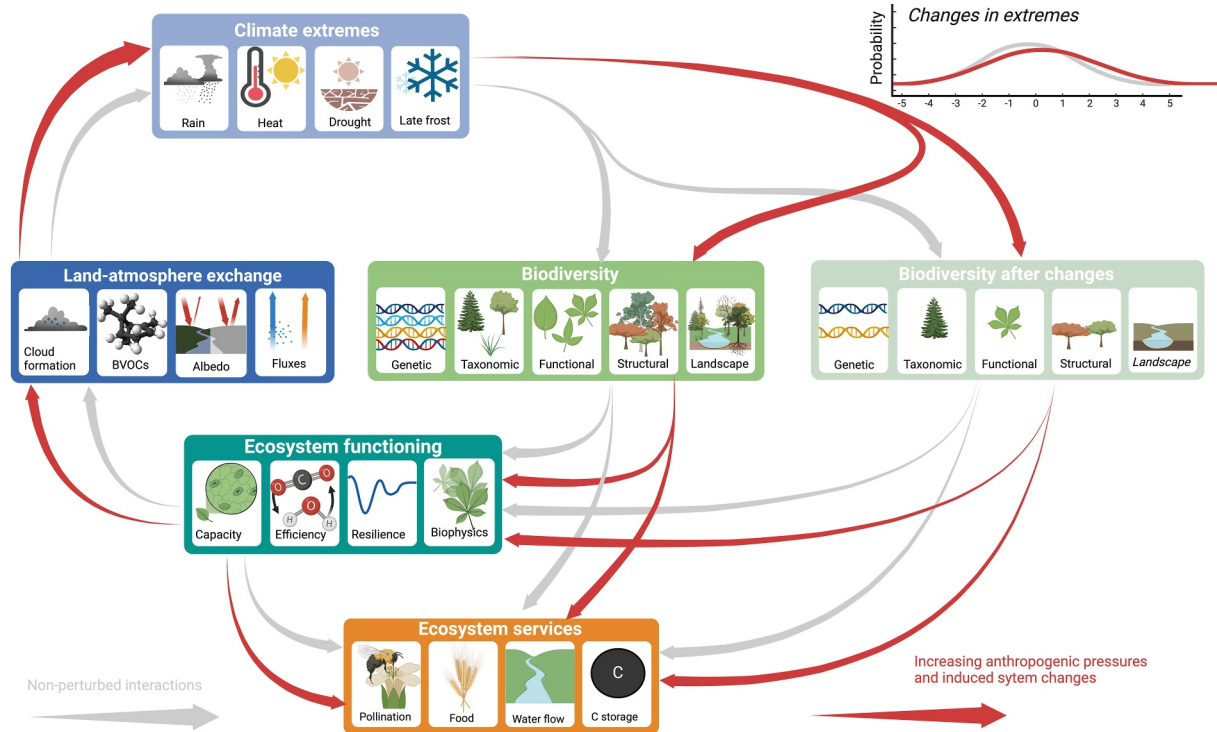 Climate extremes
Rain
Heat
Drought
Late frost
Changes in extremes
Probability
-5 -4 -3 -2 -1 0 1 2 3 4 5
Land-atmosphere exchange
Cloud
formation
BVOCs
Albedo
Fluxes
Biodiversity
Genetic
Taxonomic
Functional
Structural
Landscape
Biodiversity after changes
Genetic
Taxonomic
Functional
Structural
Landscape
Ecosystem functioning
Capacity
O C O
O
H H
Efficiency
Resilience
Biophysics
Ecosystem services
Pollination
Food
Water flow
C
C storage
Non-perturbed interactions
Increasing anthropogenic pressures
and induced sytem changes